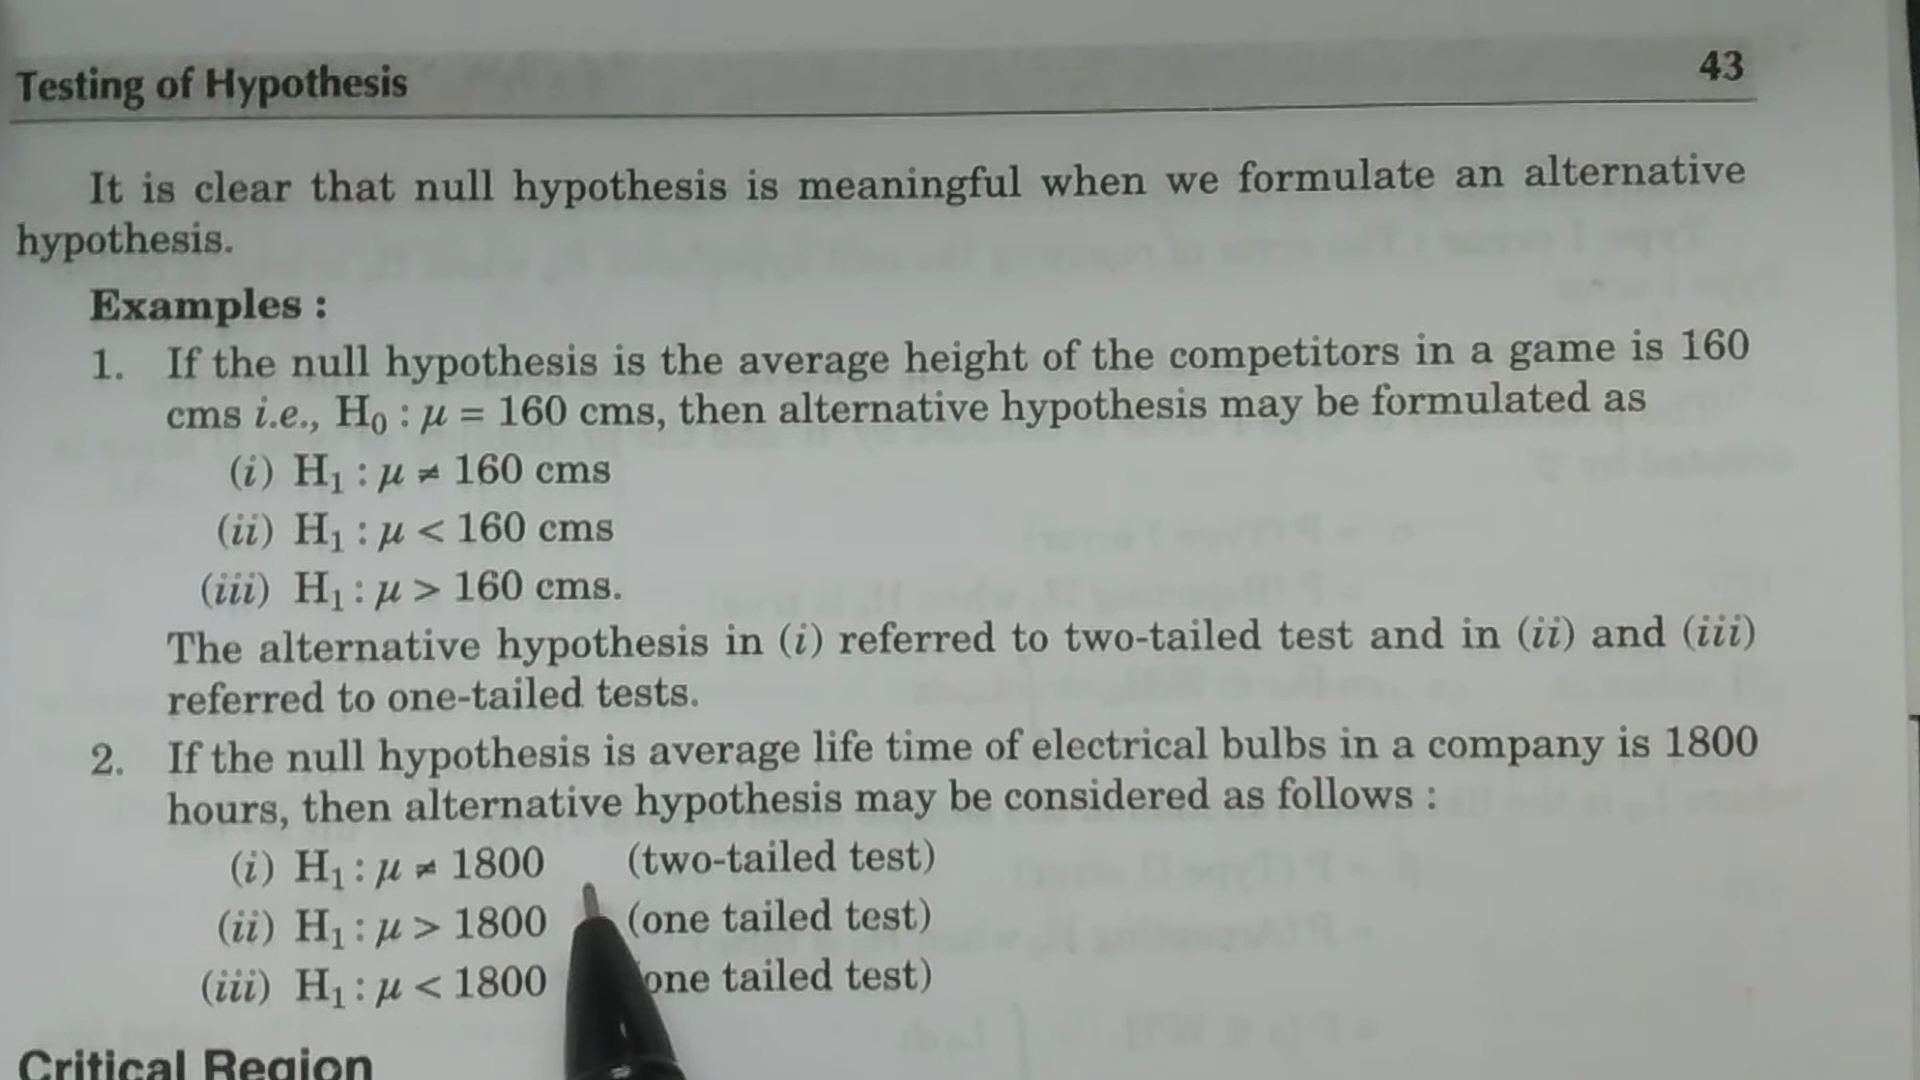 Testing of Hypothesis 43
It is clear that null hypothesis is meaningful when we formulate an alternative
hypothesis.
Examples :
1. If the null hypothesis is the average height of the competitors in a game is 160
cms i.e., H₀ : μ = 160 cms, then alternative hypothesis may be formulated as
(i) H₁ : μ ≠ 160 cms
(ii) H₁ : μ < 160 cms
(iii) H₁ : μ > 160 cms.
The alternative hypothesis in (i) referred to two-tailed test and in (ii) and (iii)
referred to one-tailed tests.
2. If the null hypothesis is average life time of electrical bulbs in a company is 1800
hours, then alternative hypothesis may be considered as follows :
(i) H₁ : μ ≠ 1800 (two-tailed test)
(ii) H₁ : μ > 1800 (one tailed test)
(iii) H₁ : μ < 1800 one tailed test)
Critical Region